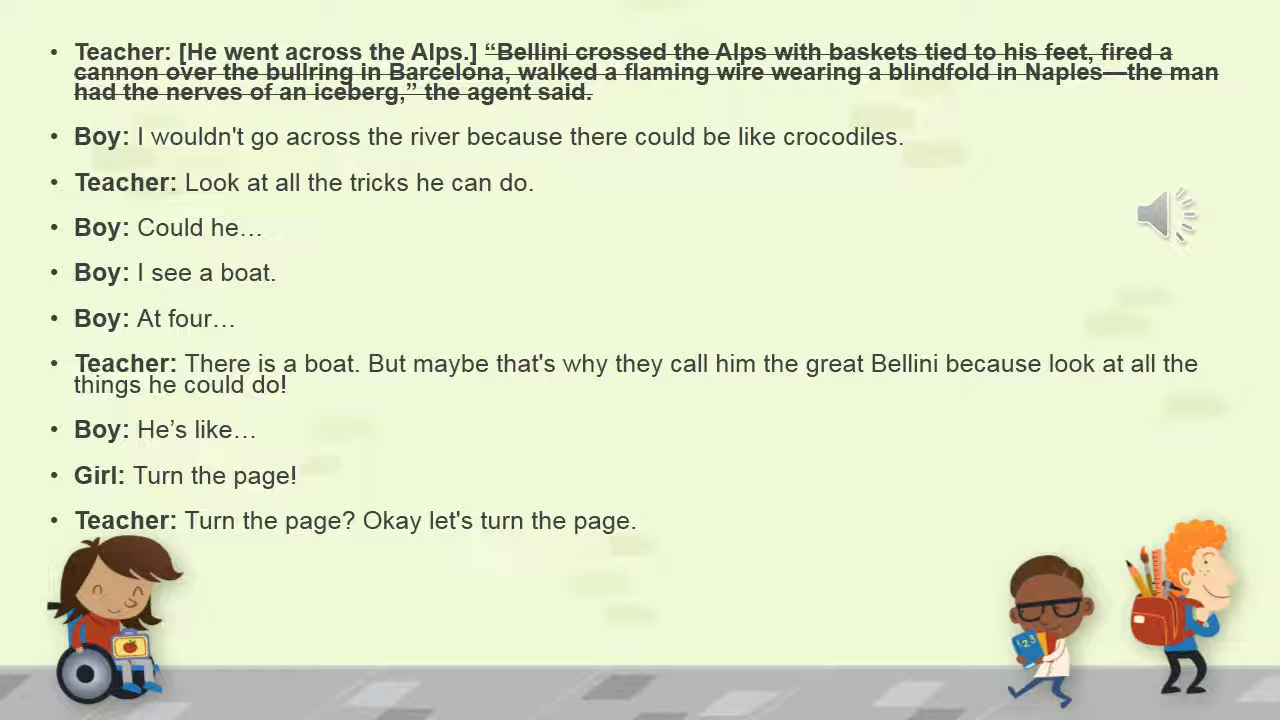 • Teacher: [He went across the Alps.] “Bellini crossed the Alps with baskets tied to his feet, fired a
cannon over the bullring in Barcelona, walked a flaming wire wearing a blindfold in Naples—the man
had the nerves of an iceberg,” the agent said.
• Boy: I wouldn't go across the river because there could be like crocodiles.
• Teacher: Look at all the tricks he can do.
• Boy: Could he…
• Boy: I see a boat.
• Boy: At four…
• Teacher: There is a boat. But maybe that's why they call him the great Bellini because look at all the
things he could do!
• Boy: He’s like…
• Girl: Turn the page!
• Teacher: Turn the page? Okay let's turn the page.
123